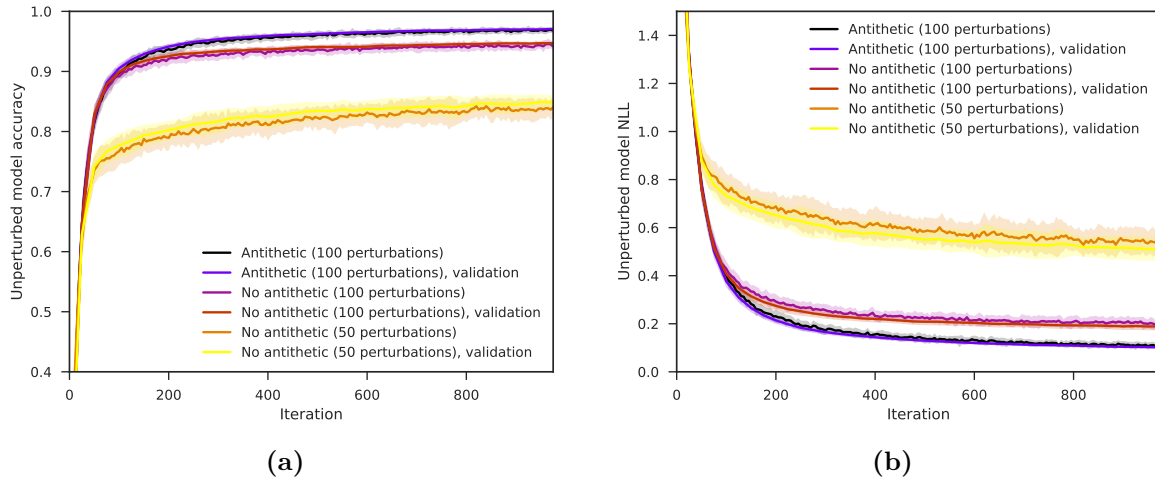 1.0
0.9
0.8
0.7
0.6
0.5
0.4
Unperturbed model accuracy
Antithetic (100 perturbations)
Antithetic (100 perturbations), validation
No antithetic (100 perturbations)
No antithetic (100 perturbations), validation
No antithetic (50 perturbations)
No antithetic (50 perturbations), validation
0 200 400 600 800
Iteration
(a)
1.4
1.2
1.0
0.8
0.6
0.4
0.2
0.0
Unperturbed model NLL
Antithetic (100 perturbations)
Antithetic (100 perturbations), validation
No antithetic (100 perturbations)
No antithetic (100 perturbations), validation
No antithetic (50 perturbations)
No antithetic (50 perturbations), validation
0 200 400 600 800
Iteration
(b)